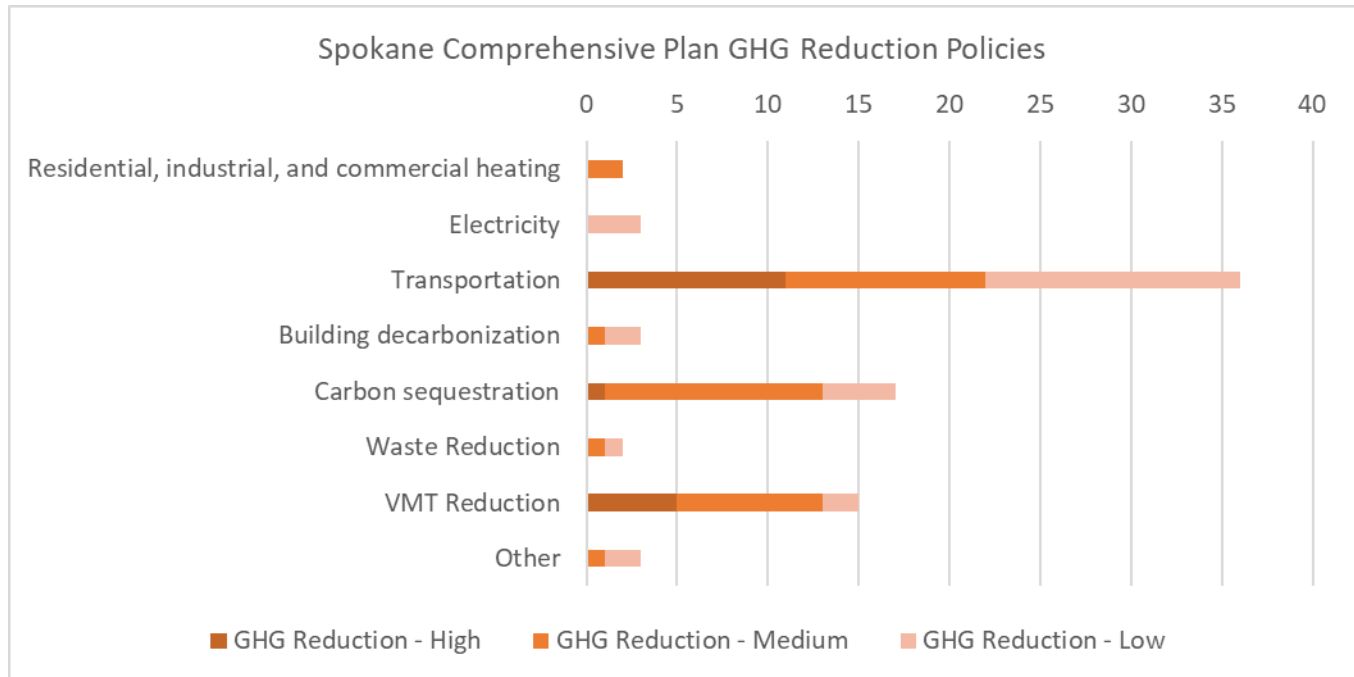 Spokane Comprehensive Plan GHG Reduction Policies
0 5 10 15 20 25 30 35 40
Residential, industrial, and commercial heating
Electricity
Transportation
Building decarbonization
Carbon sequestration
Waste Reduction
VMT Reduction
Other
GHG Reduction - High GHG Reduction - Medium GHG Reduction - Low